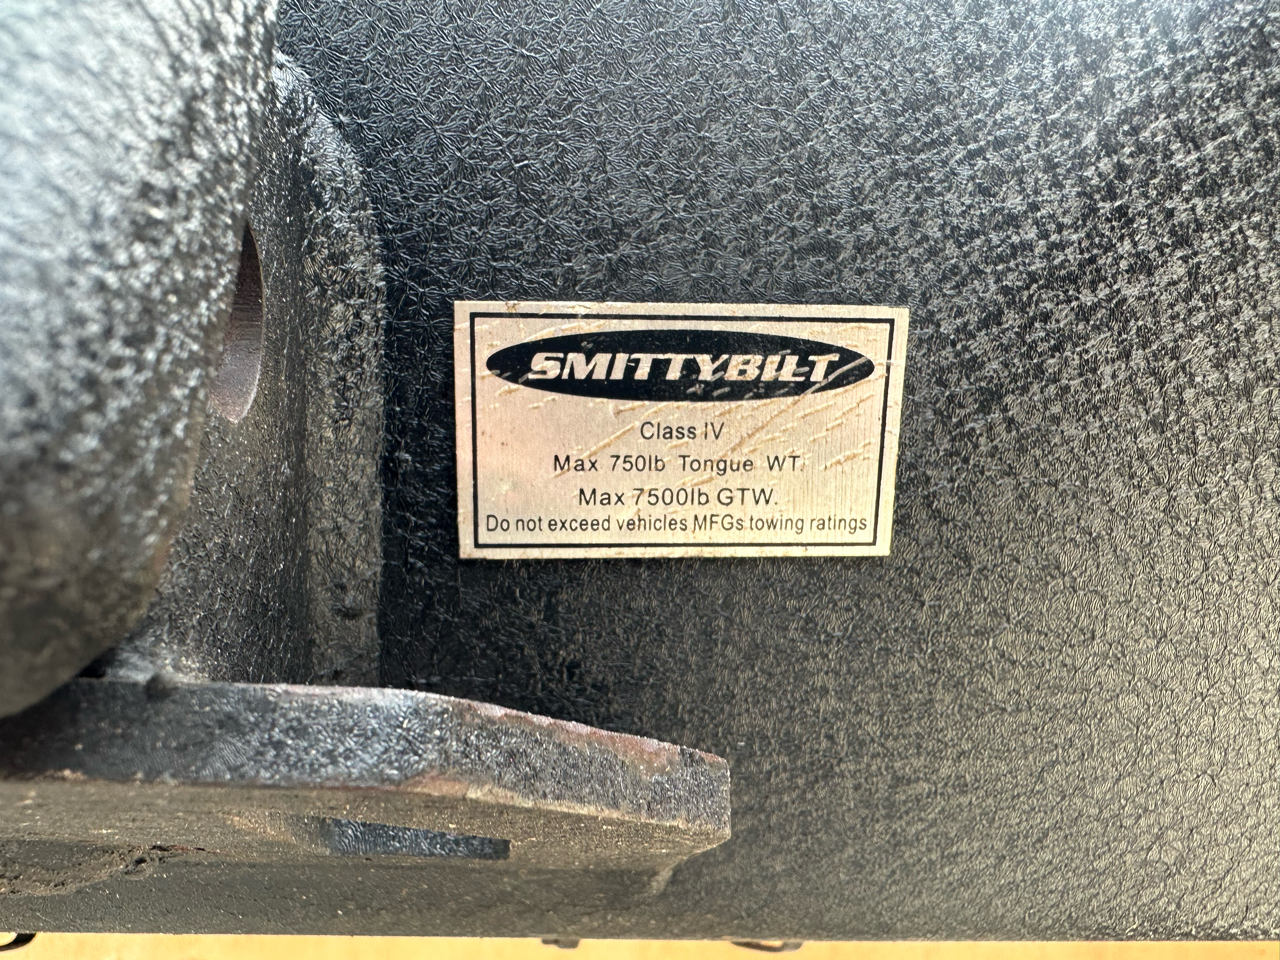 SMITTYBILT
Class IV
Max 750lb Tongue WT.
Max 7500lb GTW.
Do not exceed vehicles MFGs towing ratings